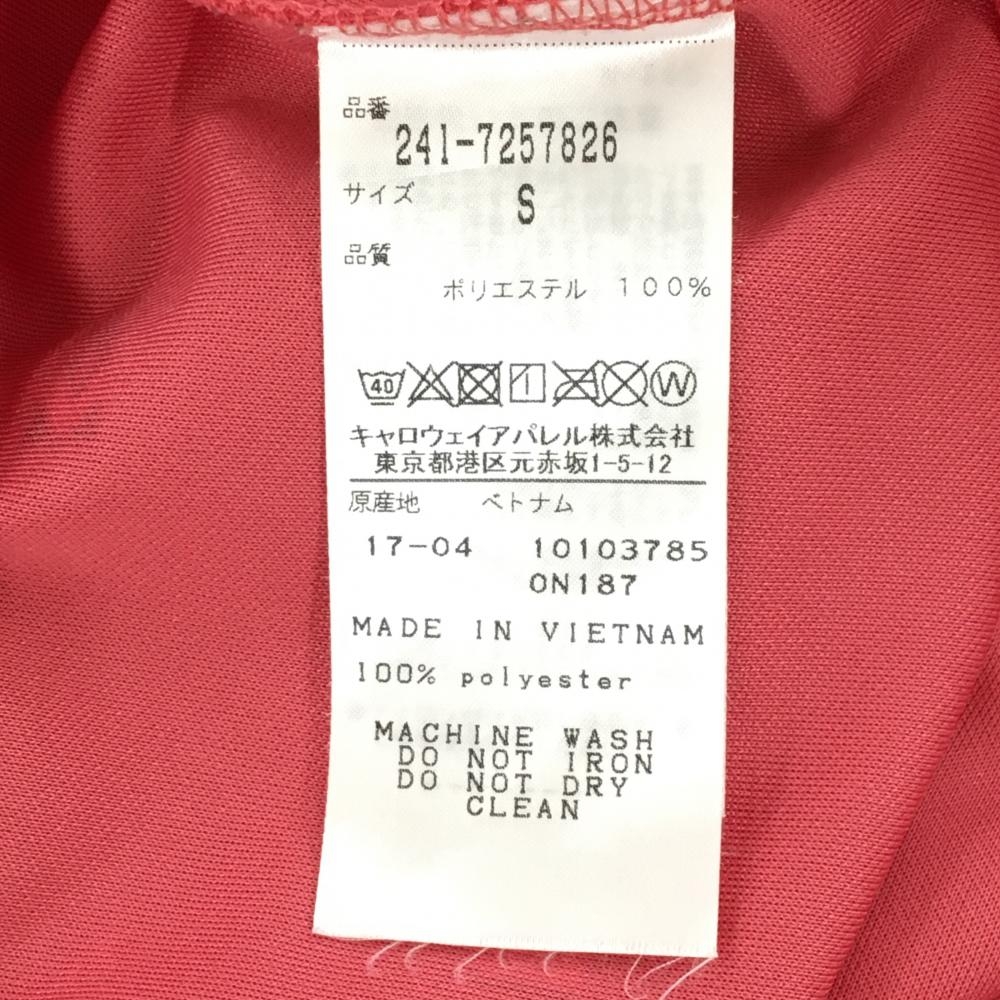 品番
241-7257826
サイズ S
品質
ポリエステル 100%
40 W
キャロウェイアパレル株式会社
東京都港区元赤坂1-5-12
原産地 ベトナム
17-04 10103785
0N187
MADE IN VIETNAM
100% polyester
MACHINE WASH
DO NOT IRON
DO NOT DRY
CLEAN